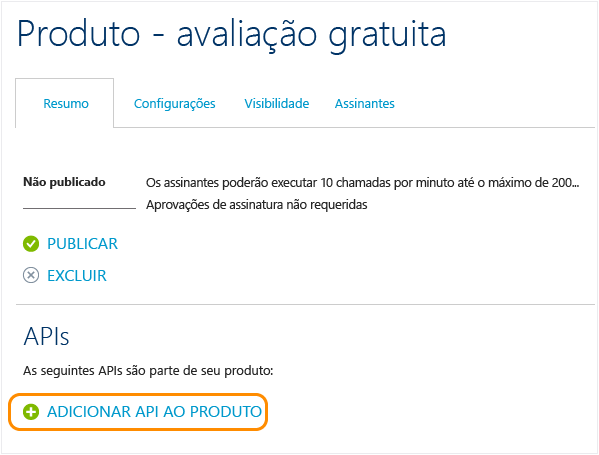 Produto - avaliação gratuita
Resumo Configurações Visibilidade Assinantes
Não publicado Os assinantes poderão executar 10 chamadas por minuto até o máximo de 200...
Aprovações de assinatura não requeridas
PUBLICAR
EXCLUIR
APIs
As seguintes APIs são parte de seu produto:
ADICIONAR API AO PRODUTO